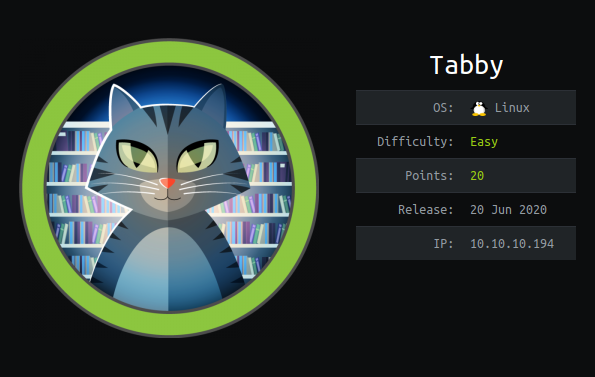 Tabby
OS: Linux
Difficulty: Easy
Points: 20
Release: 20 Jun 2020
IP: 10.10.10.194